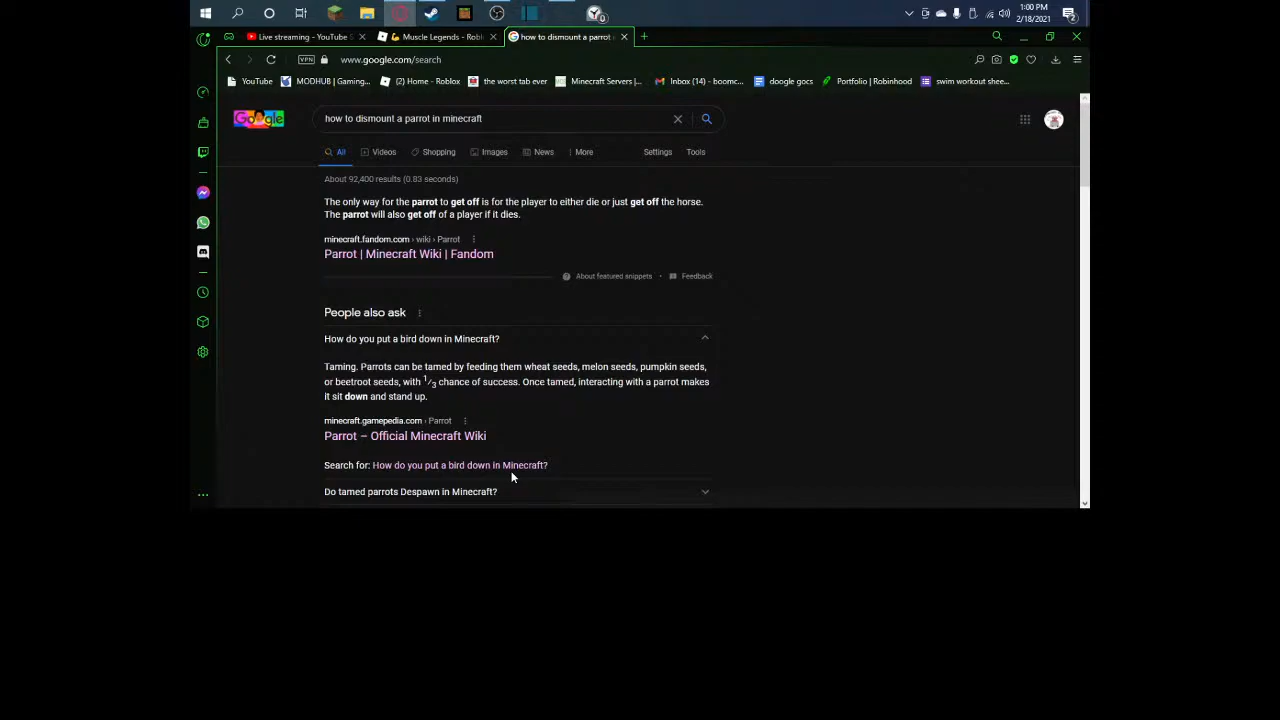 1:00 PM
2/18/2021
2
0
Live streaming - YouTube S
Muscle Legends - Robl
how to dismount a parrot i
VPN
www.google.com/search
YouTube
MODHUB | Gaming...
(2) Home - Roblox
the worst tab ever
Minecraft Servers |...
Inbox (14) - boomc...
doogle gocs
Portfolio | Robinhood
swim workout shee...
Google
how to dismount a parrot in minecraft
All
Videos
Shopping
Images
News
More
Settings
Tools
About 92,400 results (0.83 seconds)
The only way for the parrot to get off is for the player to either die or just get off the horse.
The parrot will also get off of a player if it dies.
minecraft.fandom.com › wiki › Parrot
Parrot | Minecraft Wiki | Fandom
About featured snippets • Feedback
People also ask
How do you put a bird down in Minecraft?
Taming. Parrots can be tamed by feeding them wheat seeds, melon seeds, pumpkin seeds,
or beetroot seeds, with 1/3 chance of success. Once tamed, interacting with a parrot makes
it sit down and stand up.
minecraft.gamepedia.com › Parrot
Parrot – Official Minecraft Wiki
Search for: How do you put a bird down in Minecraft?
Do tamed parrots Despawn in Minecraft?